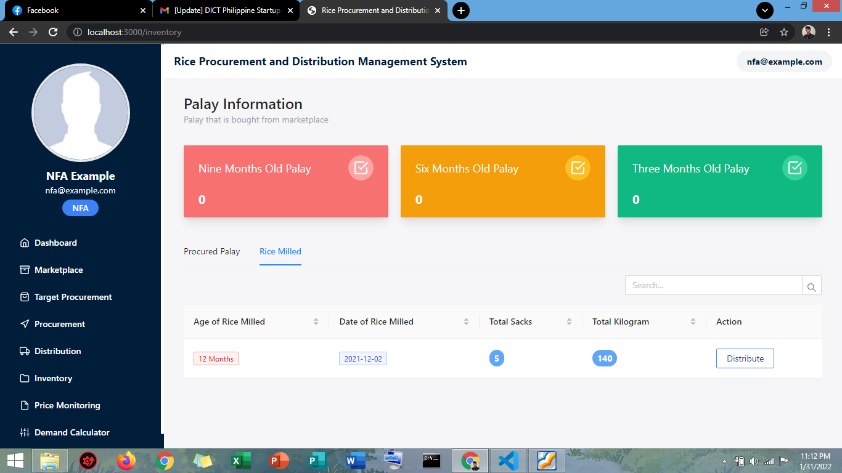 Facebook
[Update] DICT Philippine Startup
Rice Procurement and Distributio
localhost:3000/inventory
NFA Example
nfa@example.com
NFA
Dashboard
Marketplace
Target Procurement
Procurement
Distribution
Inventory
Price Monitoring
Demand Calculator
Rice Procurement and Distribution Management System
nfa@example.com
Palay Information
Palay that is bought from marketplace
Nine Months Old Palay
0
Six Months Old Palay
0
Three Months Old Palay
0
Procured Palay
Rice Milled
Search...
Age of Rice Milled
Date of Rice Milled
Total Sacks
Total Kilogram
Action
12 Months
2021-12-02
5
140
Distribute
11:12 PM
1/31/2022